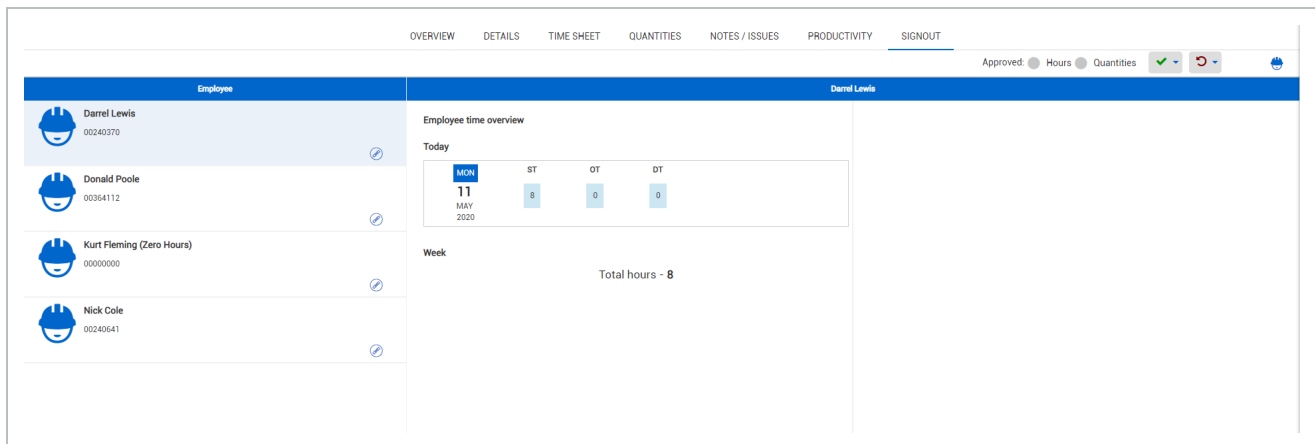 OVERVIEW DETAILS TIME SHEET QUANTITIES NOTES / ISSUES PRODUCTIVITY SIGNOUT
Approved: Hours Quantities
Employee
Darrel Lewis
00240370
Donald Poole
00364112
Kurt Fleming (Zero Hours)
00000000
Nick Cole
00240641
Darrel Lewis
Employee time overview
Today
MON ST OT DT
11 8 0 0
MAY
2020
Week
Total hours - 8